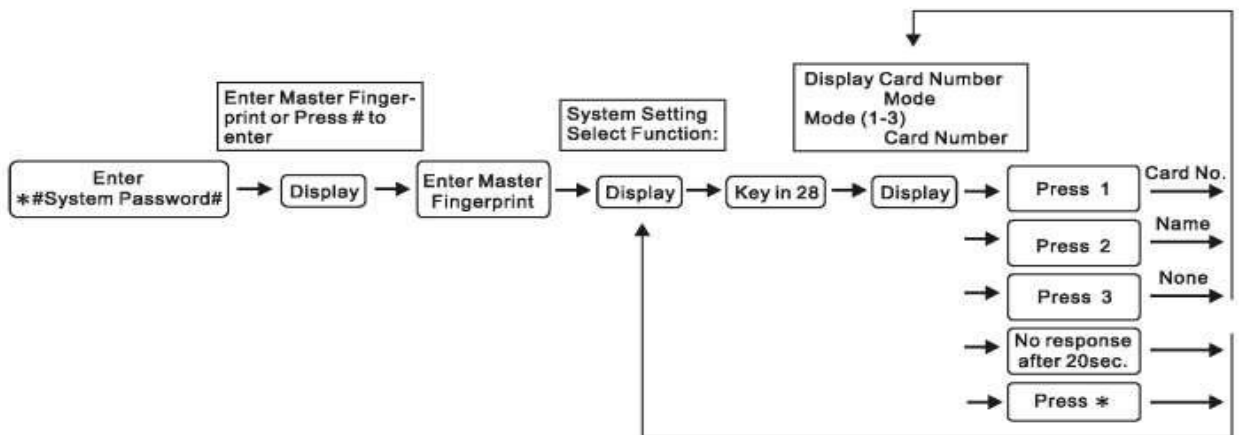 Display Card Number
Mode
Mode (1-3)
Card Number
Enter Master Finger-
print or Press # to
enter
System Setting
Select Function:
Enter
*#System Password#
Display
Enter Master
Fingerprint
Display
Key in 28
Display
Press 1
Card No.
Press 2
Name
Press 3
None
No response
after 20sec.
Press *